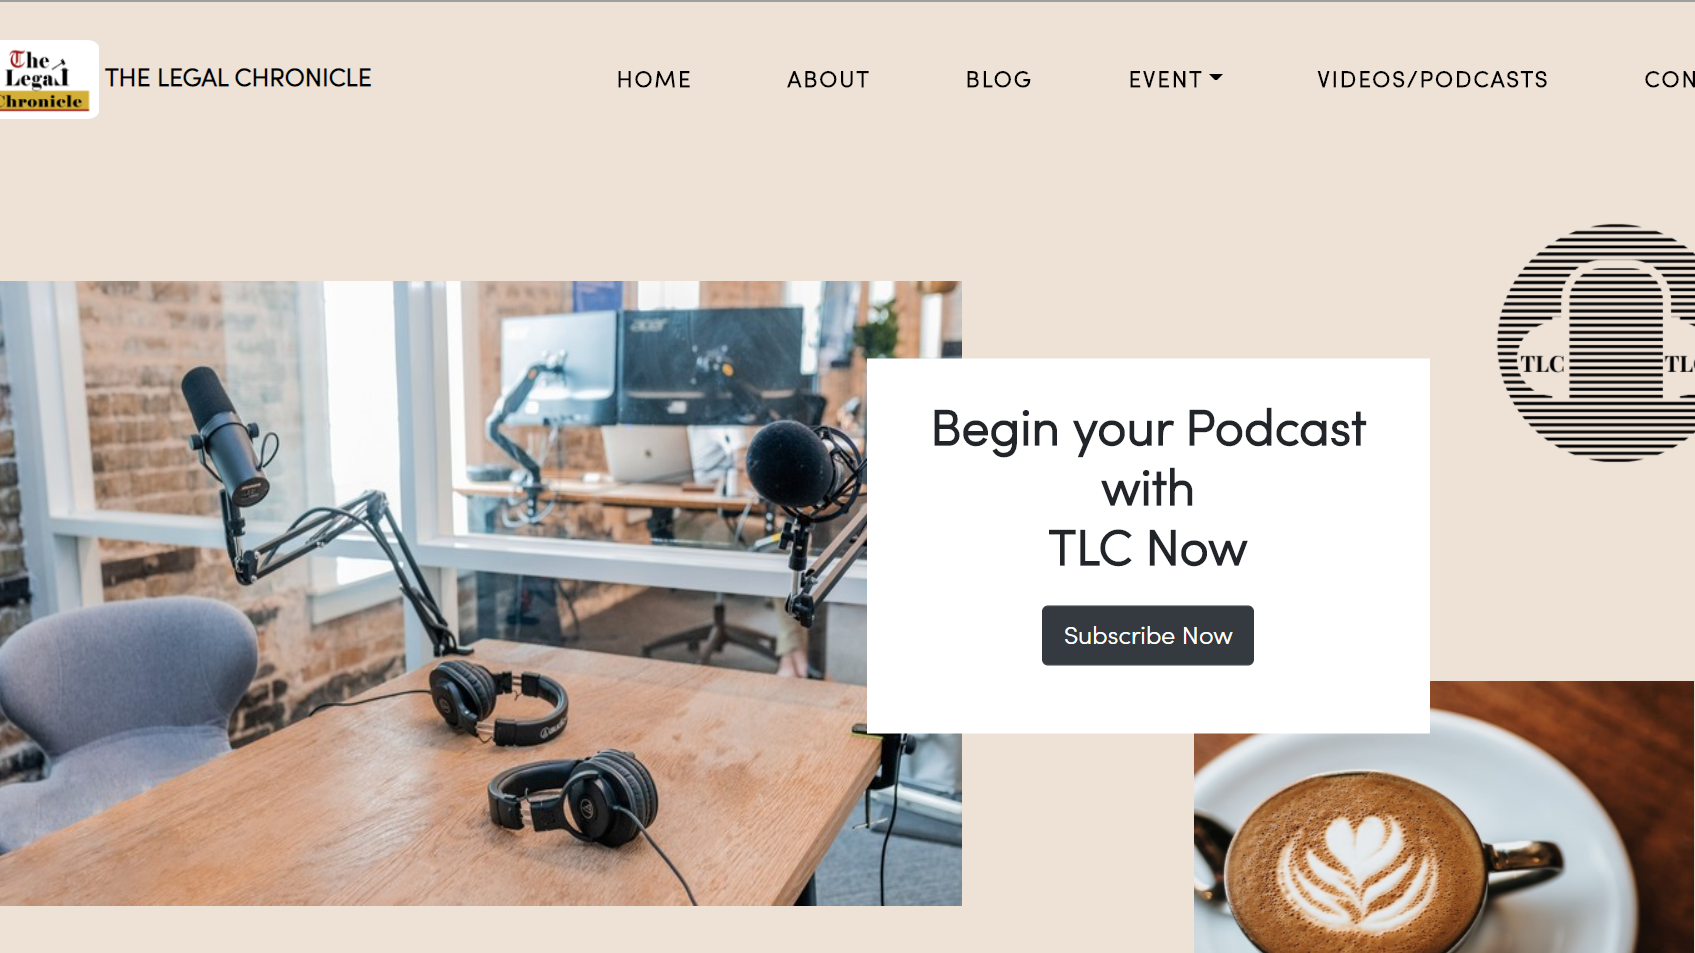 The
Legal
Chronicle
THE LEGAL CHRONICLE
HOME
ABOUT
BLOG
EVENT
VIDEOS/PODCASTS
CON
TLC
TLC
acer
Begin your Podcast
with
TLC Now
Subscribe Now